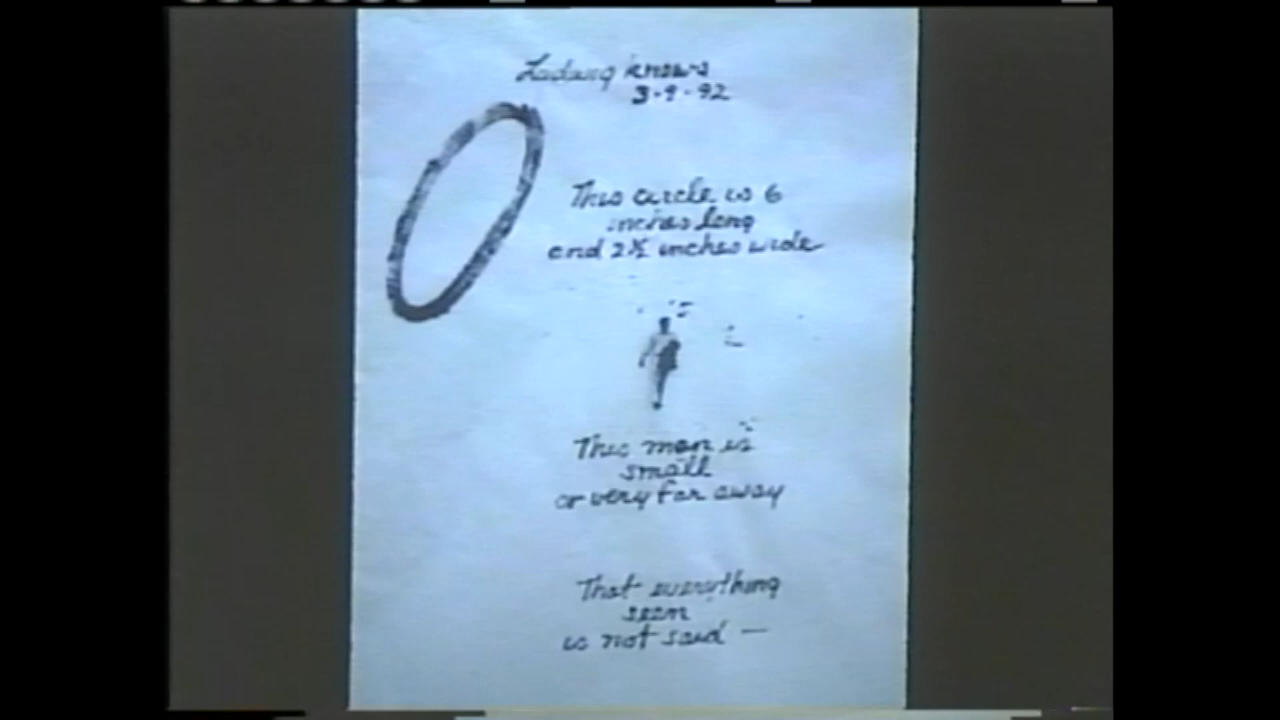 Ludwig knows
3-9-92
This circle is 6
inches long
and 2½ inches wide
This man is
small
or very far away
That everything
seen
is not said —